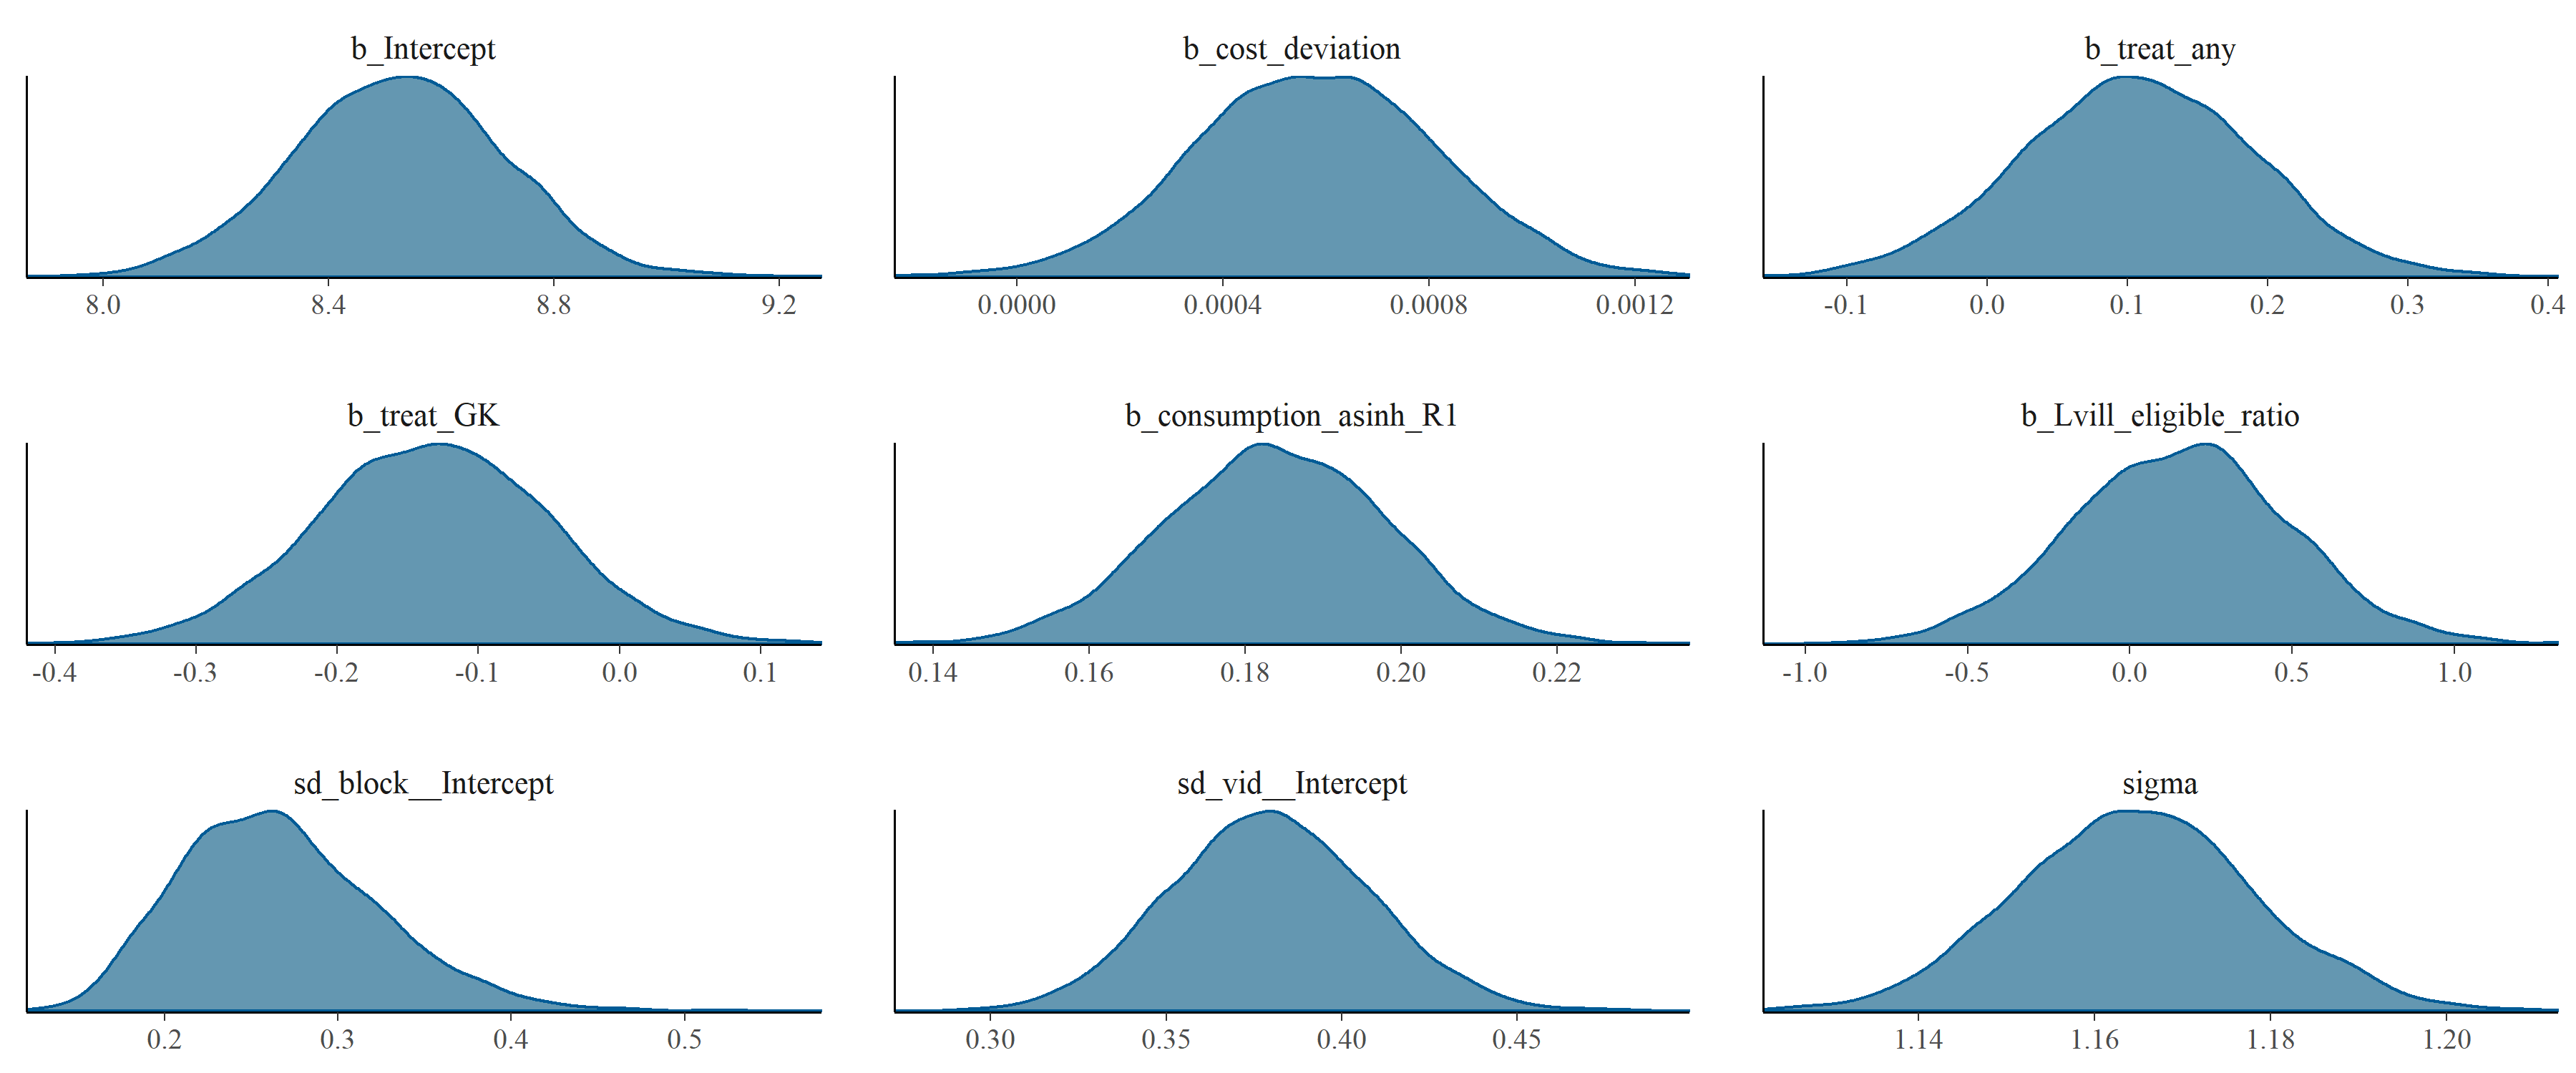 b_Intercept
b_cost_deviation
b_treat_any
8.0 8.4 8.8 9.2
0.0000 0.0004 0.0008 0.0012
-0.1 0.0 0.1 0.2 0.3 0.4
b_treat_GK
b_consumption_asinh_R1
b_Lvill_eligible_ratio
-0.4 -0.3 -0.2 -0.1 0.0 0.1
0.14 0.16 0.18 0.20 0.22
-1.0 -0.5 0.0 0.5 1.0
sd_block__Intercept
sd_vid__Intercept
sigma
0.2 0.3 0.4 0.5
0.30 0.35 0.40 0.45
1.14 1.16 1.18 1.20